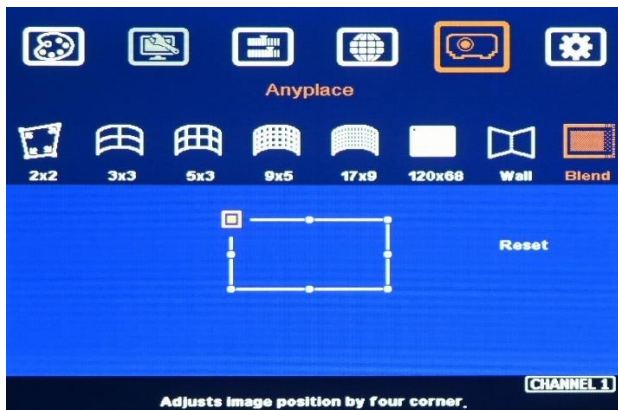 Anyplace
2x2 3x3 5x3 9x5 17x9 120x68 Wall Blend
Reset
CHANNEL 1
Adjusts image position by four corner.